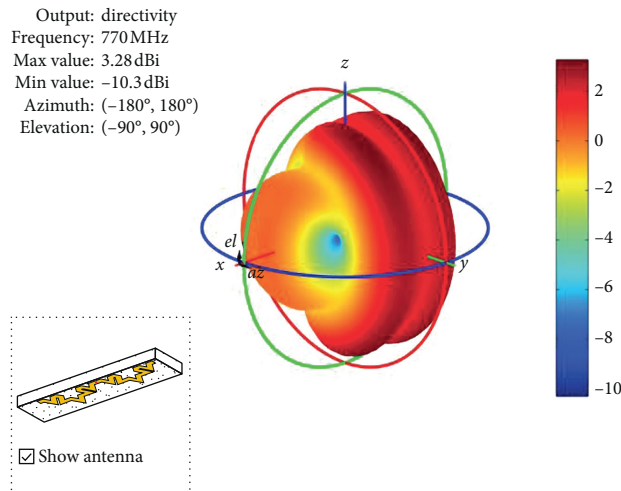 Output: directivity
Frequency: 770 MHz
Max value: 3.28 dBi
Min value: –10.3 dBi
Azimuth: (–180°, 180°)
Elevation: (–90°, 90°)
z
2
0
–2
–4
–6
–8
–10
el
x
az
y
Show antenna